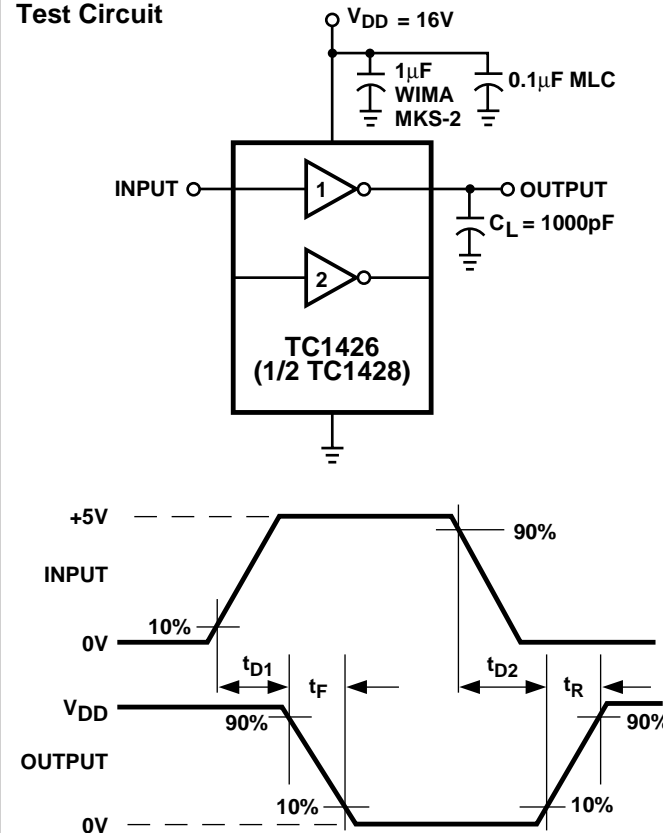 Test Circuit
V_DD = 16V
1μF
WIMA
MKS-2
0.1μF MLC
INPUT
1
OUTPUT
C_L = 1000pF
2
TC1426
(1/2 TC1428)
+5V
90%
INPUT
10%
0V
t_D1
t_F
t_D2
t_R
V_DD
90%
90%
OUTPUT
10%
10%
0V